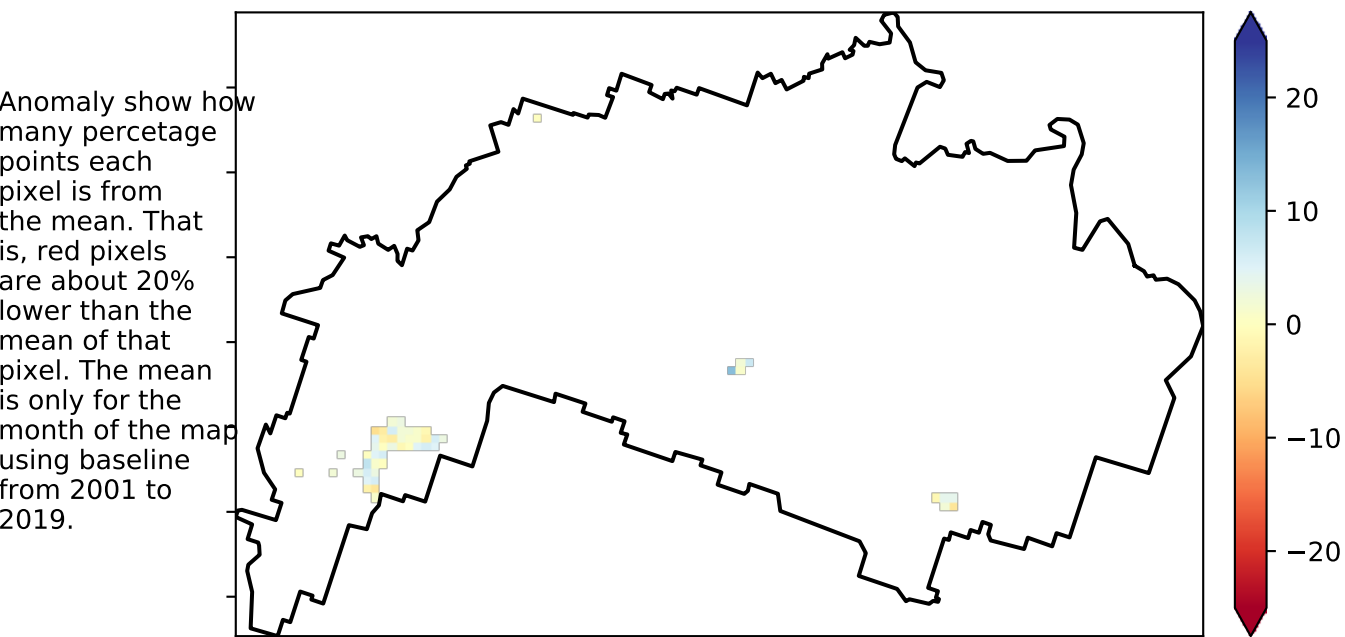 Anomaly show how
many percetage
points each
pixel is from
the mean. That
is, red pixels
are about 20%
lower than the
mean of that
pixel. The mean
is only for the
month of the map
using baseline
from 2001 to
2019.
20
10
0
−10
−20